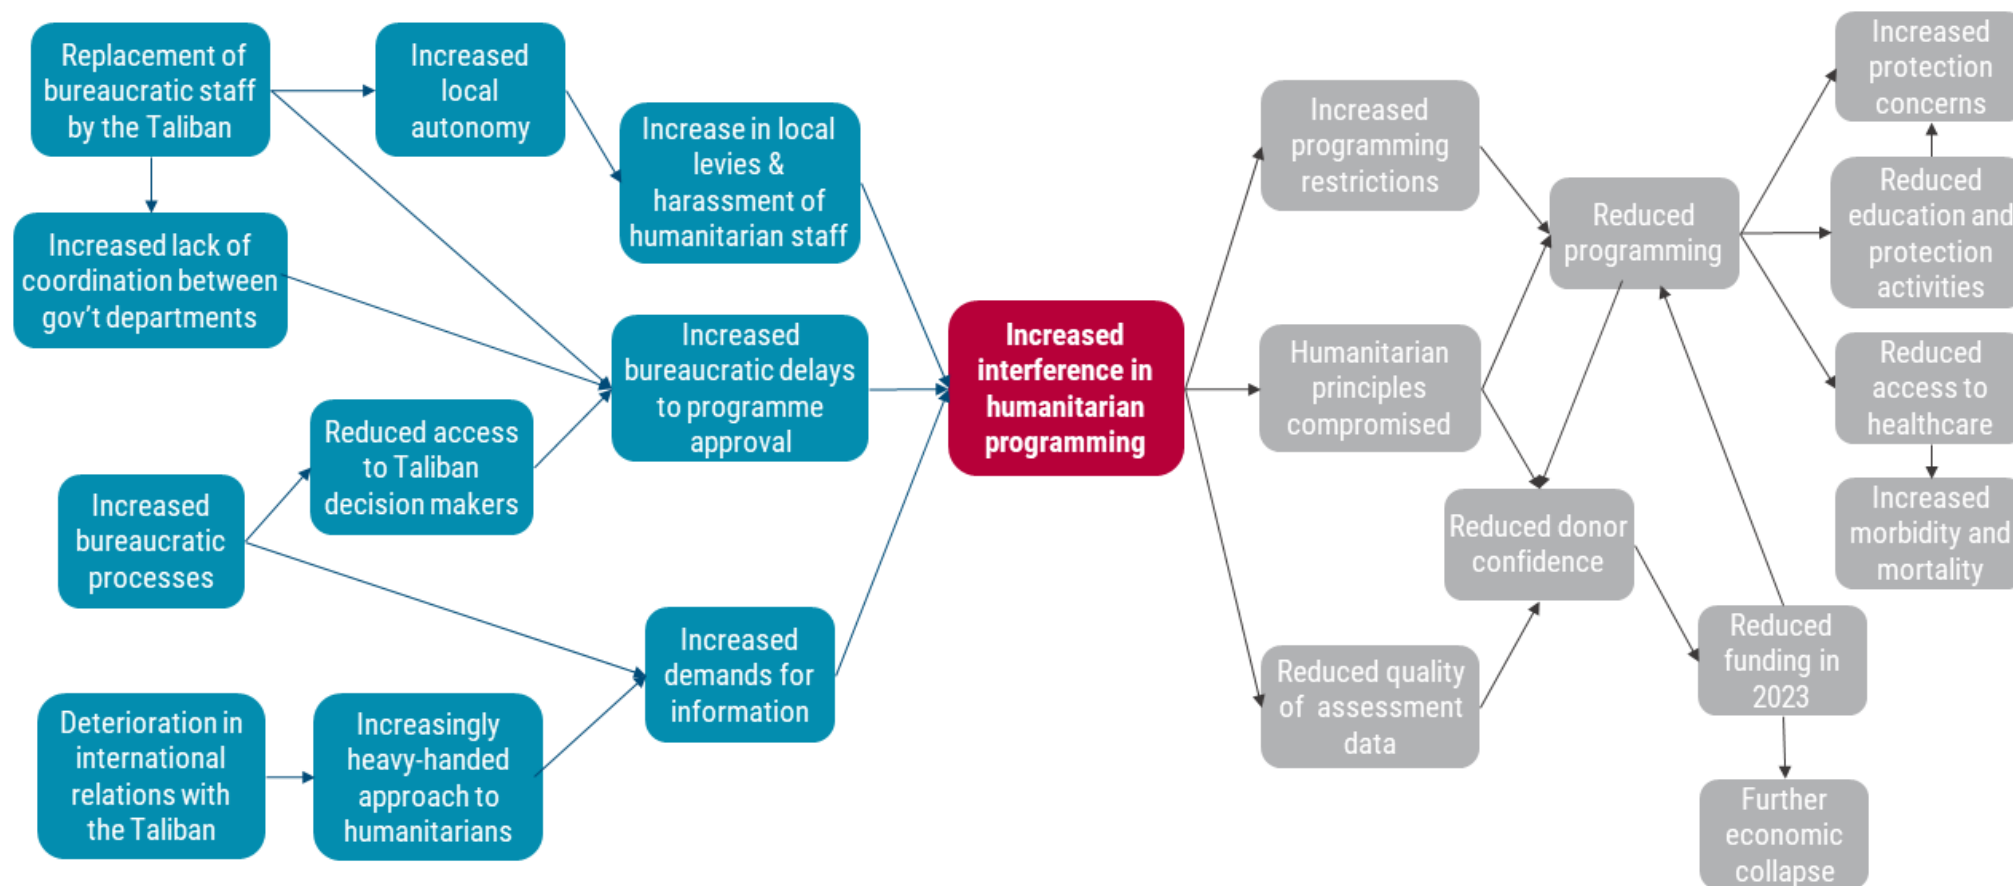 Replacement of
bureaucratic staff
by the Taliban
Increased
local
autonomy
Increase in local
levies &
harassment of
humanitarian staff
Increased lack of
coordination between
gov't departments
Increased
bureaucratic delays
to programme
approval
Reduced access
to Taliban
decision makers
Increased
bureaucratic
processes
Increased
demands for
information
Deterioration in
international
relations with
the Taliban
Increasingly
heavy-handed
approach to
humanitarians
Increased
interference in
humanitarian
programming
Increased
programming
restrictions
Humanitarian
principles
compromised
Reduced quality
of assessment
data
Reduced
programming
Reduced donor
confidence
Reduced
funding in
2023
Further
economic
collapse
Increased
protection
concerns
Reduced
education and
protection
activities
Reduced
access to
healthcare
Increased
morbidity and
mortality